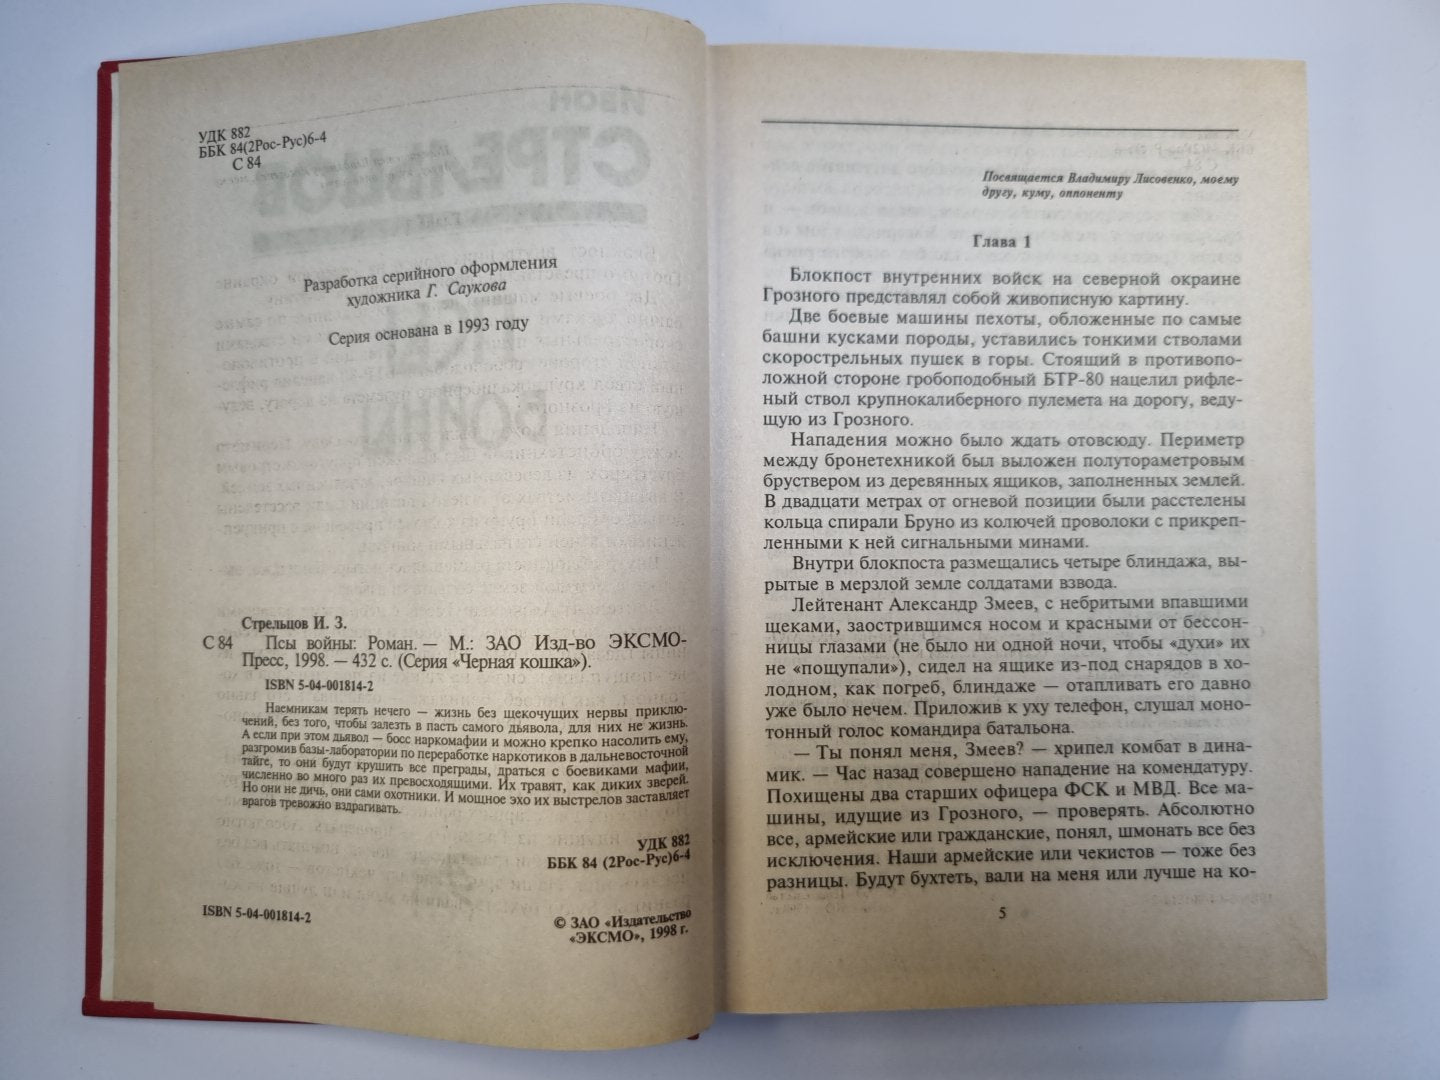 УДК 882
ББК 84(2Рос-Рус)6-4
С 84
Разработка серийного оформления
художника Г. Саукова
Серия основана в 1993 году
Стрельцов И. З.
С 84 Псы войны: Роман. — М.: ЗАО Изд-во ЭКСМО-
Пресс, 1998. — 432 с. (Серия «Черная кошка»).
ISBN 5-04-001814-2
Наемникам терять нечего — жизнь без щекочущих нервы приклю-
чений, без того, чтобы залезть в пасть самого дьявола, для них не жизнь.
А если при этом дьявол — босс наркомафии и можно крепко насолить ему,
разгромив базы-лаборатории по переработке наркотиков в дальневосточной
тайге, то они будут крушить все преграды, драться с боевиками мафии,
численно во много раз их превосходящими. Их травят, как диких зверей.
Но они не дичь, они сами охотники. И мощное эхо их выстрелов заставляет
врагов тревожно вздрагивать.
УДК 882
ББК 84 (2Рос-Рус)6-4
ISBN 5-04-001814-2
© ЗАО «Издательство
«ЭКСМО», 1998 г.
Посвящается Владимиру Лисовенко, моему
другу, куму, оппоненту
Глава 1
Блокпост внутренних войск на северной окраине
Грозного представлял собой живописную картину.
Две боевые машины пехоты, обложенные по самые
башни кусками породы, уставились тонкими стволами
скорострельных пушек в горы. Стоящий в противопо-
ложной стороне гробоподобный БТР-80 нацелил рифле-
ный ствол крупнокалиберного пулемета на дорогу, веду-
щую из Грозного.
Нападения можно было ждать отовсюду. Периметр
между бронетехникой был выложен полутораметровым
бруствером из деревянных ящиков, заполненных землей.
В двадцати метрах от огневой позиции были расстелены
кольца спирали Бруно из колючей проволоки с прикреп-
ленными к ней сигнальными минами.
Внутри блокпоста размещались четыре блиндажа, вы-
рытые в мерзлой земле солдатами взвода.
Лейтенант Александр Змеев, с небритыми впавшими
щеками, заострившимся носом и красными от бессон-
ницы глазами (не было ни одной ночи, чтобы «духи» их
не «пощупали»), сидел на ящике из-под снарядов в хо-
лодном, как погреб, блиндаже — отапливать его давно
уже было нечем. Приложив к уху телефон, слушал моно-
тонный голос командира батальона.
— Ты понял меня, Змеев? — хрипел комбат в дина-
мик. — Час назад совершено нападение на комендатуру.
Похищены два старших офицера ФСК и МВД. Все ма-
шины, идущие из Грозного, — проверять. Абсолютно
все, армейские или гражданские, понял, шмонать все без
исключения. Наши армейские или чекистов — тоже без
разницы. Будут бухтеть, вали на меня или лучше на ко-
5